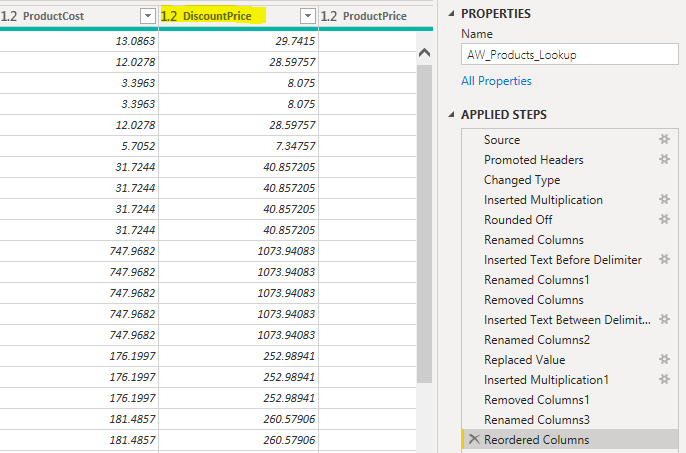 1.2 ProductCost 1.2 DiscountPrice 1.2 ProductPrice
13.0863 29.7415
12.0278 28.59757
3.3963 8.075
3.3963 8.075
12.0278 28.59757
5.7052 7.34757
31.7244 40.857205
31.7244 40.857205
31.7244 40.857205
31.7244 40.857205
747.9682 1073.94083
747.9682 1073.94083
747.9682 1073.94083
747.9682 1073.94083
747.9682 1073.94083
176.1997 252.98941
176.1997 252.98941
176.1997 252.98941
181.4857 260.57906
181.4857 260.57906
PROPERTIES
Name
AW_Products_Lookup
All Properties
APPLIED STEPS
Source
Promoted Headers
Changed Type
Inserted Multiplication
Rounded Off
Renamed Columns
Inserted Text Before Delimiter
Renamed Columns1
Removed Columns
Inserted Text Between Delimit...
Renamed Columns2
Replaced Value
Inserted Multiplication1
Removed Columns1
Renamed Columns3
Reordered Columns